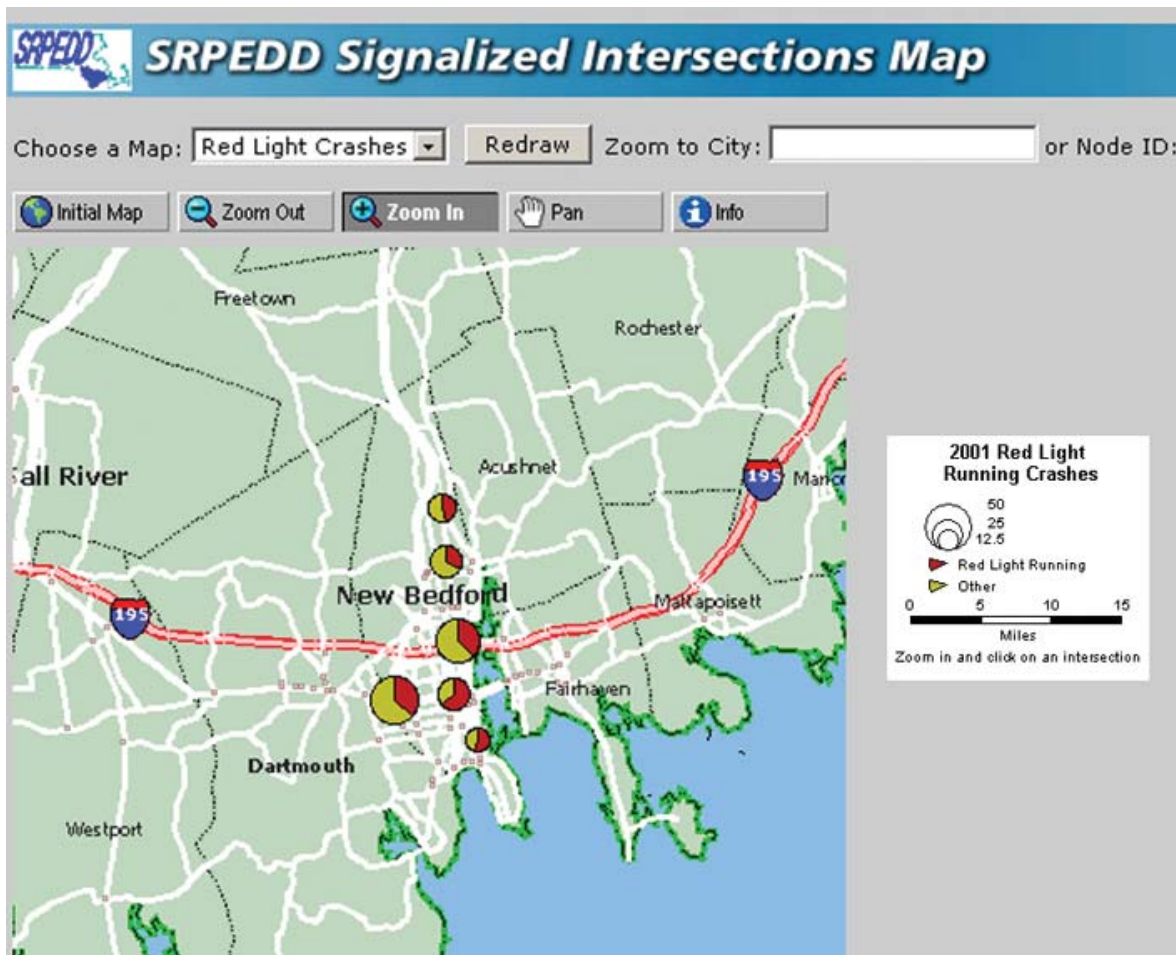 SRPEDD
SRPEDD Signalized Intersections Map
Choose a Map: Red Light Crashes Redraw Zoom to City: or Node ID:
Initial Map Zoom Out Zoom In Pan Info
Freetown
Rochester
all River
Acushnet
195
Marion
2001 Red Light
Running Crashes
50
25
12.5
Red Light Running
Other
0 5 10 15
Miles
Zoom in and click on an intersection
New Bedford
Mattapoisett
195
Fairhaven
Dartmouth
Westport